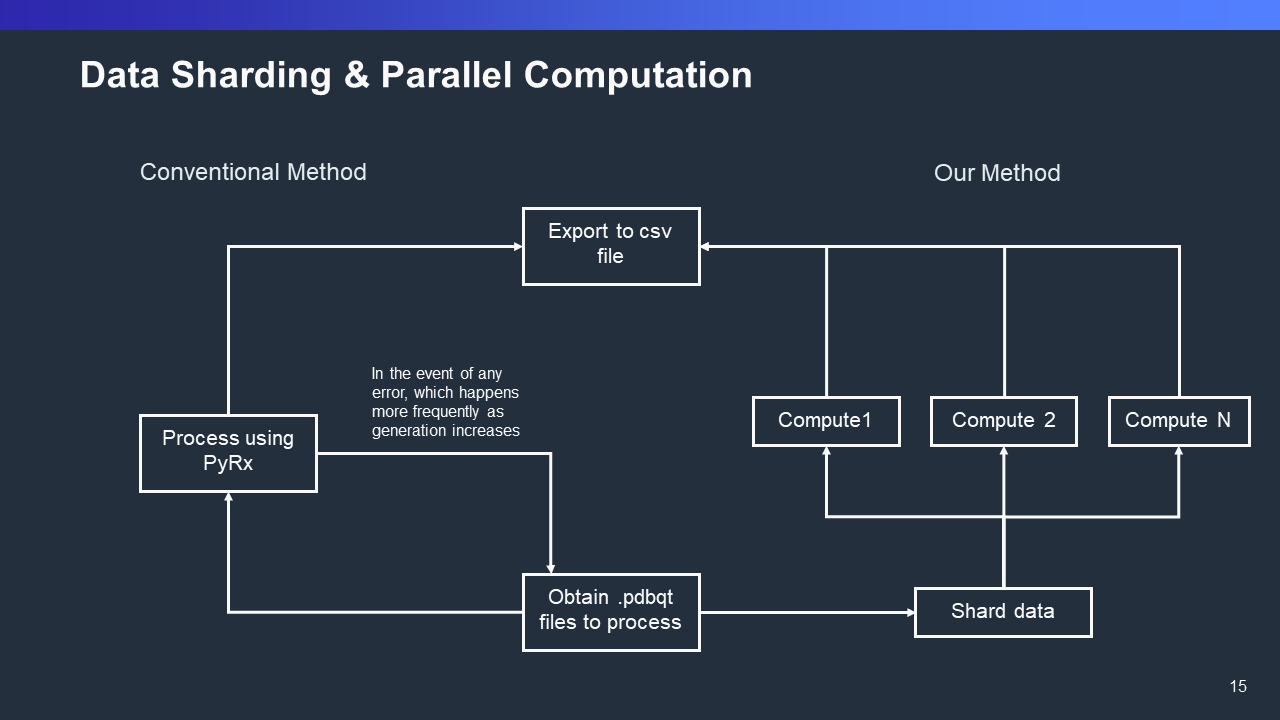 Data Sharding & Parallel Computation
Conventional Method
Our Method
Export to csv
file
In the event of any
error, which happens
more frequently as
generation increases
Process using
PyRx
Compute1
Compute 2
Compute N
Obtain .pdbqt
files to process
Shard data
15